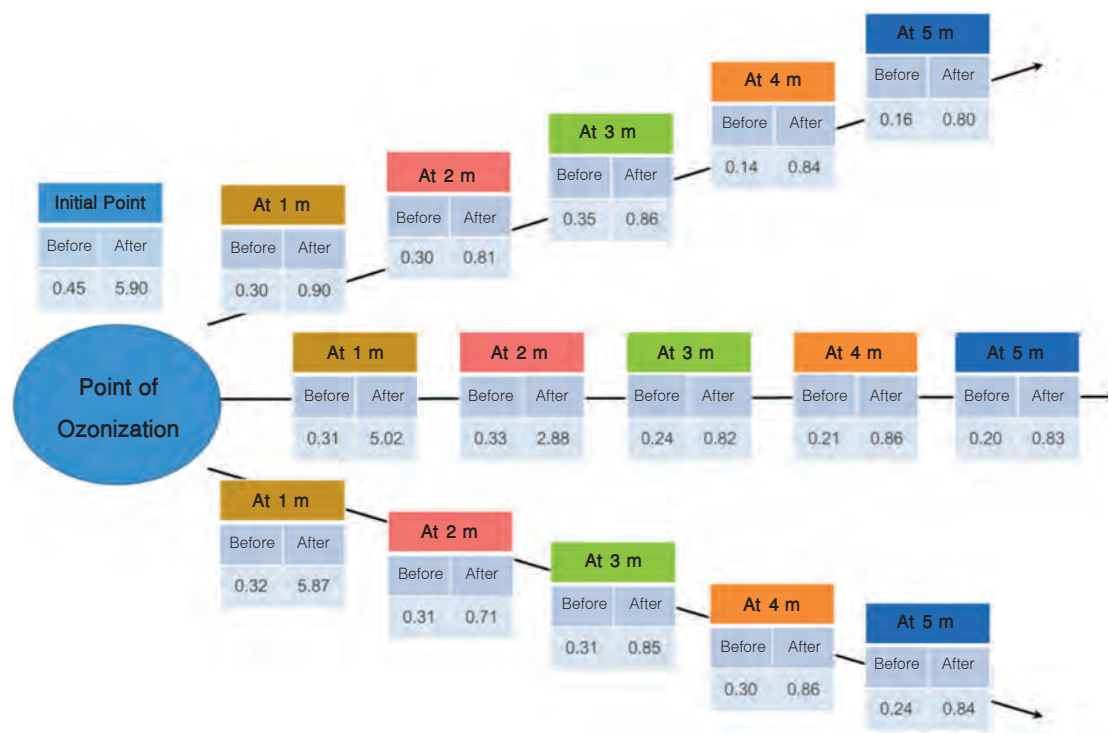 At 5 m
Before After
0.16 0.80
At 4 m
Before After
0.14 0.84
At 3 m
Before After
0.35 0.86
At 2 m
Before After
0.30 0.81
Initial Point
Before After
0.45 5.90
At 1 m
Before After
0.30 0.90
Point of
Ozonization
At 1 m
Before After
0.31 5.02
At 2 m
Before After
0.33 2.88
At 3 m
Before After
0.24 0.82
At 4 m
Before After
0.21 0.86
At 5 m
Before After
0.20 0.83
At 1 m
Before After
0.32 5.87
At 2 m
Before After
0.31 0.71
At 3 m
Before After
0.31 0.85
At 4 m
Before After
0.30 0.86
At 5 m
Before After
0.24 0.84